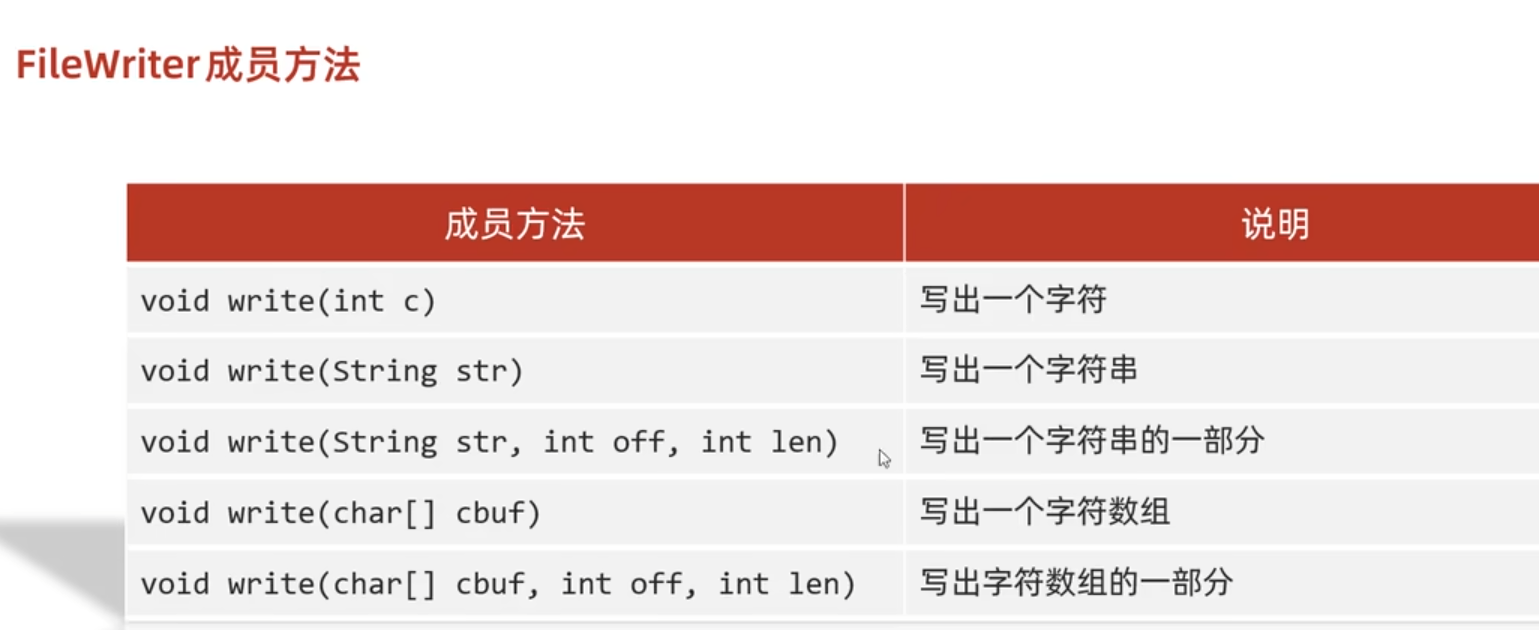 FileWriter成员方法
成员方法 说明
void write(int c) 写出一个字符
void write(String str) 写出一个字符串
void write(String str, int off, int len) 写出一个字符串的一部分
void write(char[] cbuf) 写出一个字符数组
void write(char[] cbuf, int off, int len) 写出字符数组的一部分